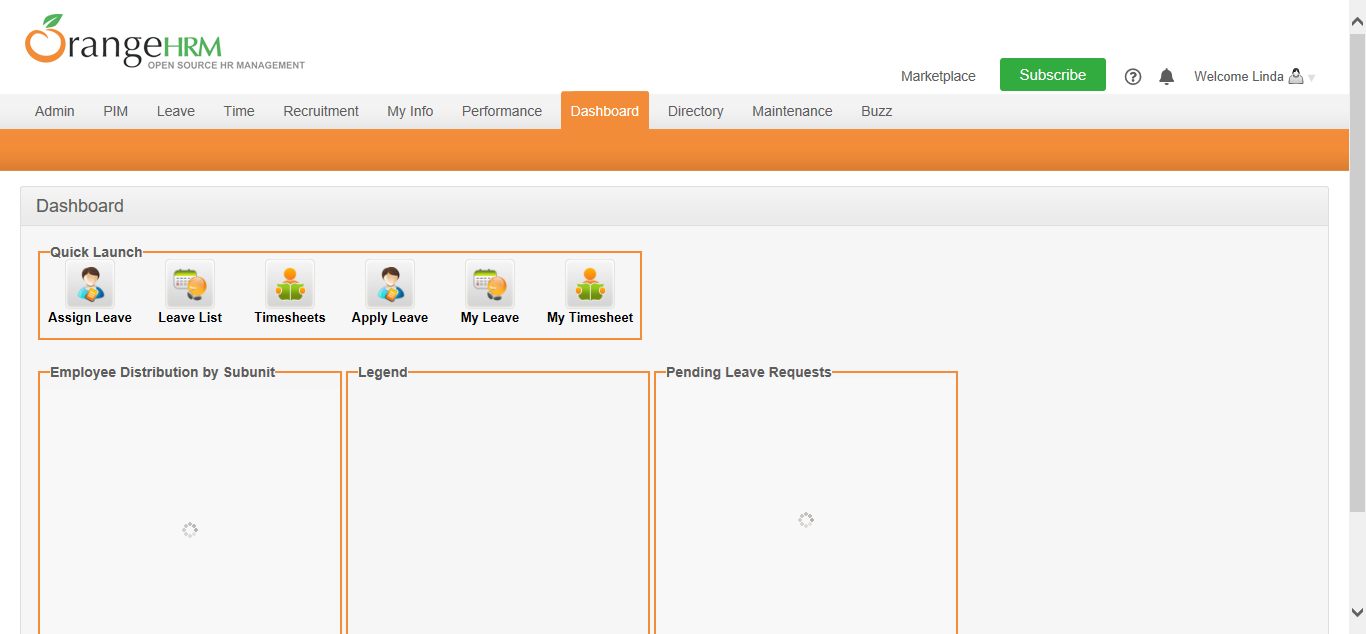 OrangeHRM
OPEN SOURCE HR MANAGEMENT
Marketplace
Subscribe
Welcome Linda
Admin
PIM
Leave
Time
Recruitment
My Info
Performance
Dashboard
Directory
Maintenance
Buzz
Dashboard
Quick Launch
Assign Leave
Leave List
Timesheets
Apply Leave
My Leave
My Timesheet
Employee Distribution by Subunit
Legend
Pending Leave Requests